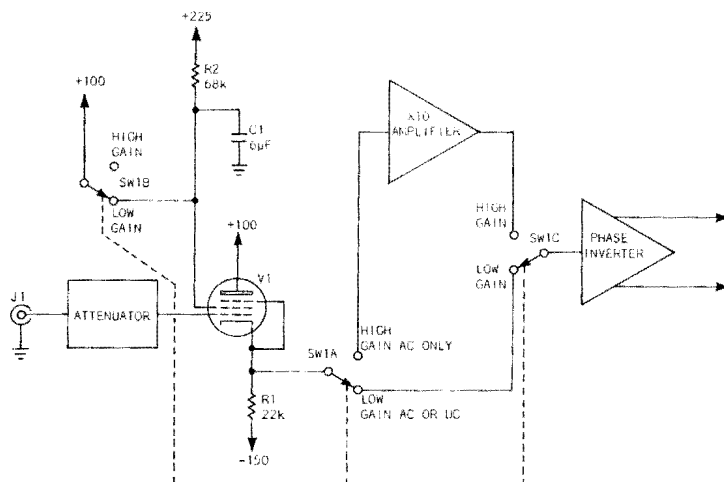 +225
R2
68k
+100
C1
6μF
HIGH
GAIN
SW1B
LOW
GAIN
+100
V1
J1
ATTENUATOR
R1
22k
-150
X10
AMPLIFIER
HIGH
GAIN
SW1C
LOW
GAIN
PHASE
INVERTER
HIGH
GAIN AC ONLY
SW1A
LOW
GAIN AC OR DC